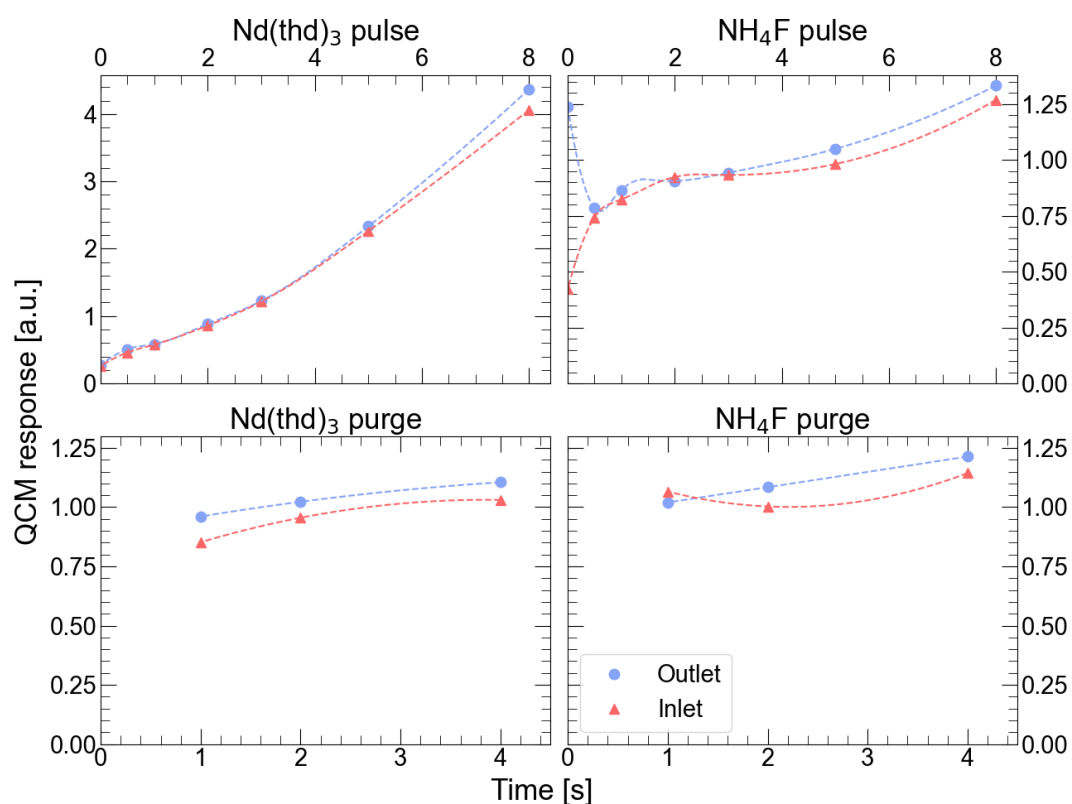 Nd(thd)₃ pulse
NH₄F pulse
0 2 4 6 8
0 2 4 6 8
4
3
2
1
0
1.25
1.00
0.75
0.50
0.25
0.00
QCM response [a.u.]
Nd(thd)₃ purge
NH₄F purge
1.25
1.00
0.75
0.50
0.25
0.00
1.25
1.00
0.75
0.50
0.25
0.00
Outlet
Inlet
0 1 2 3 4
0 1 2 3 4
Time [s]